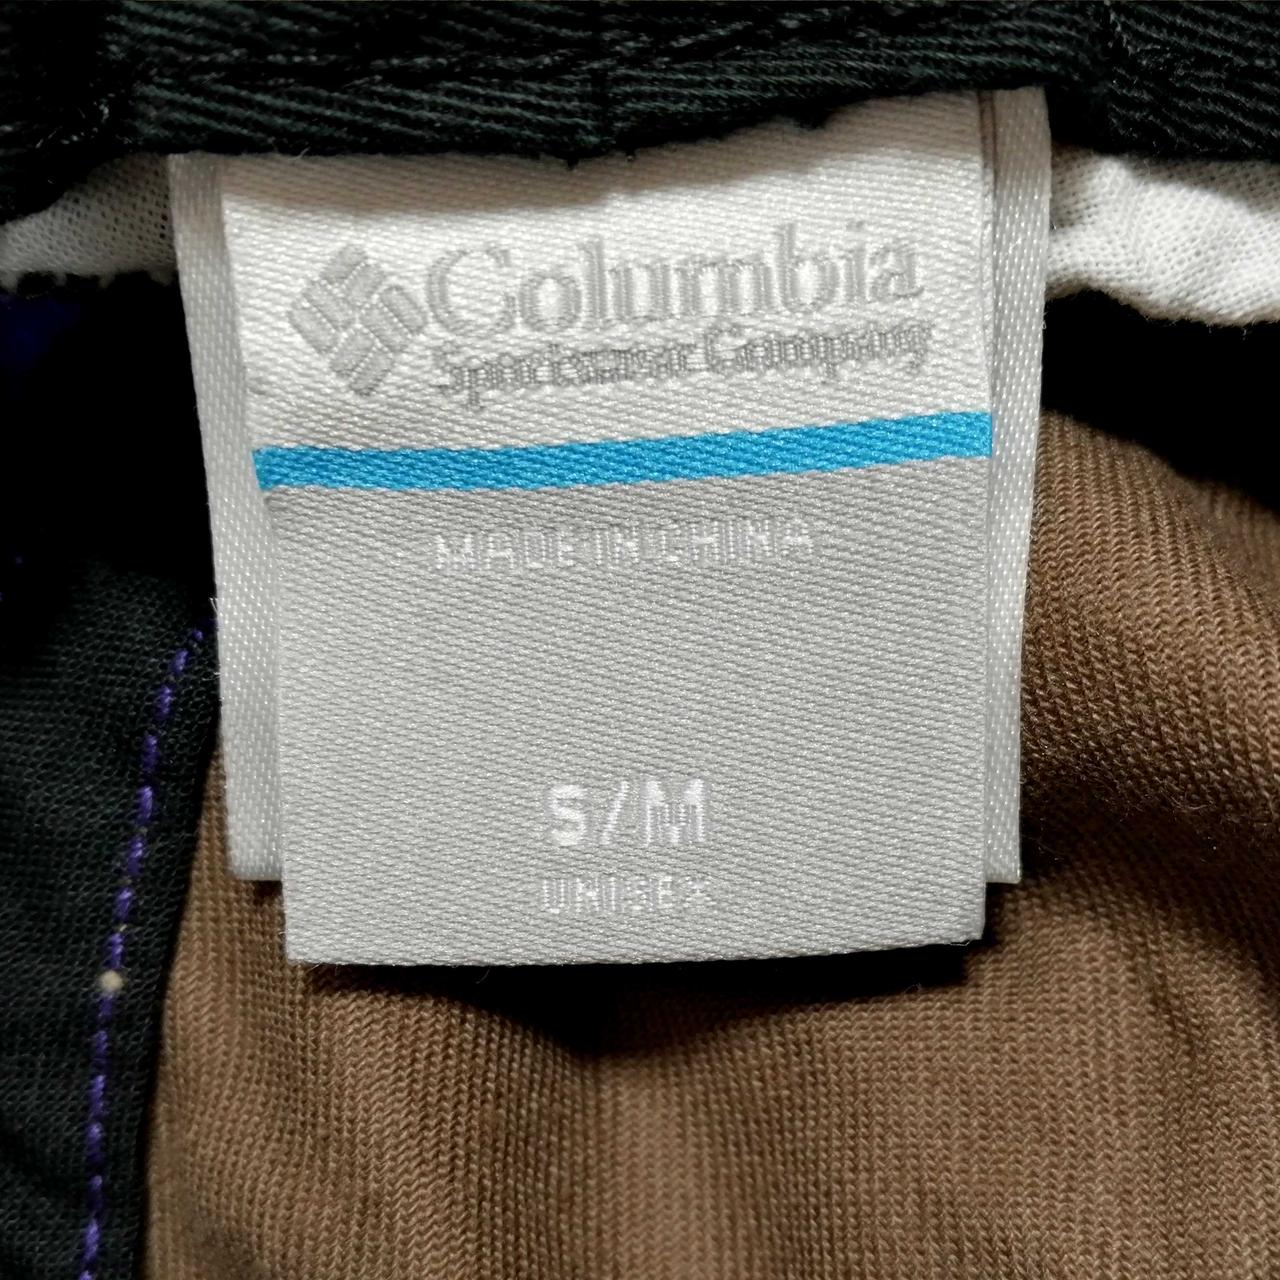 Columbia
Sportswear Company
MADE IN CHINA
S/M
UNISEX